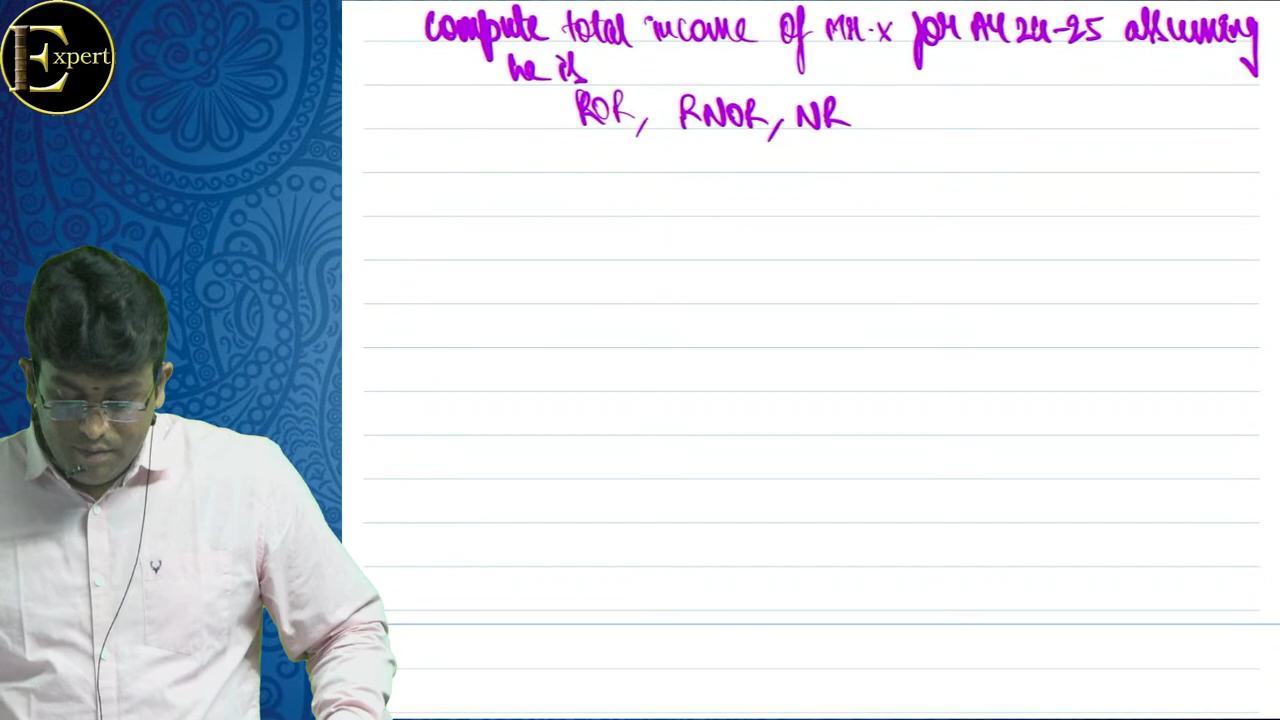 Expert
compute total income of MR.X for AY 24-25 assuming
he is
ROR, RNOR, NR